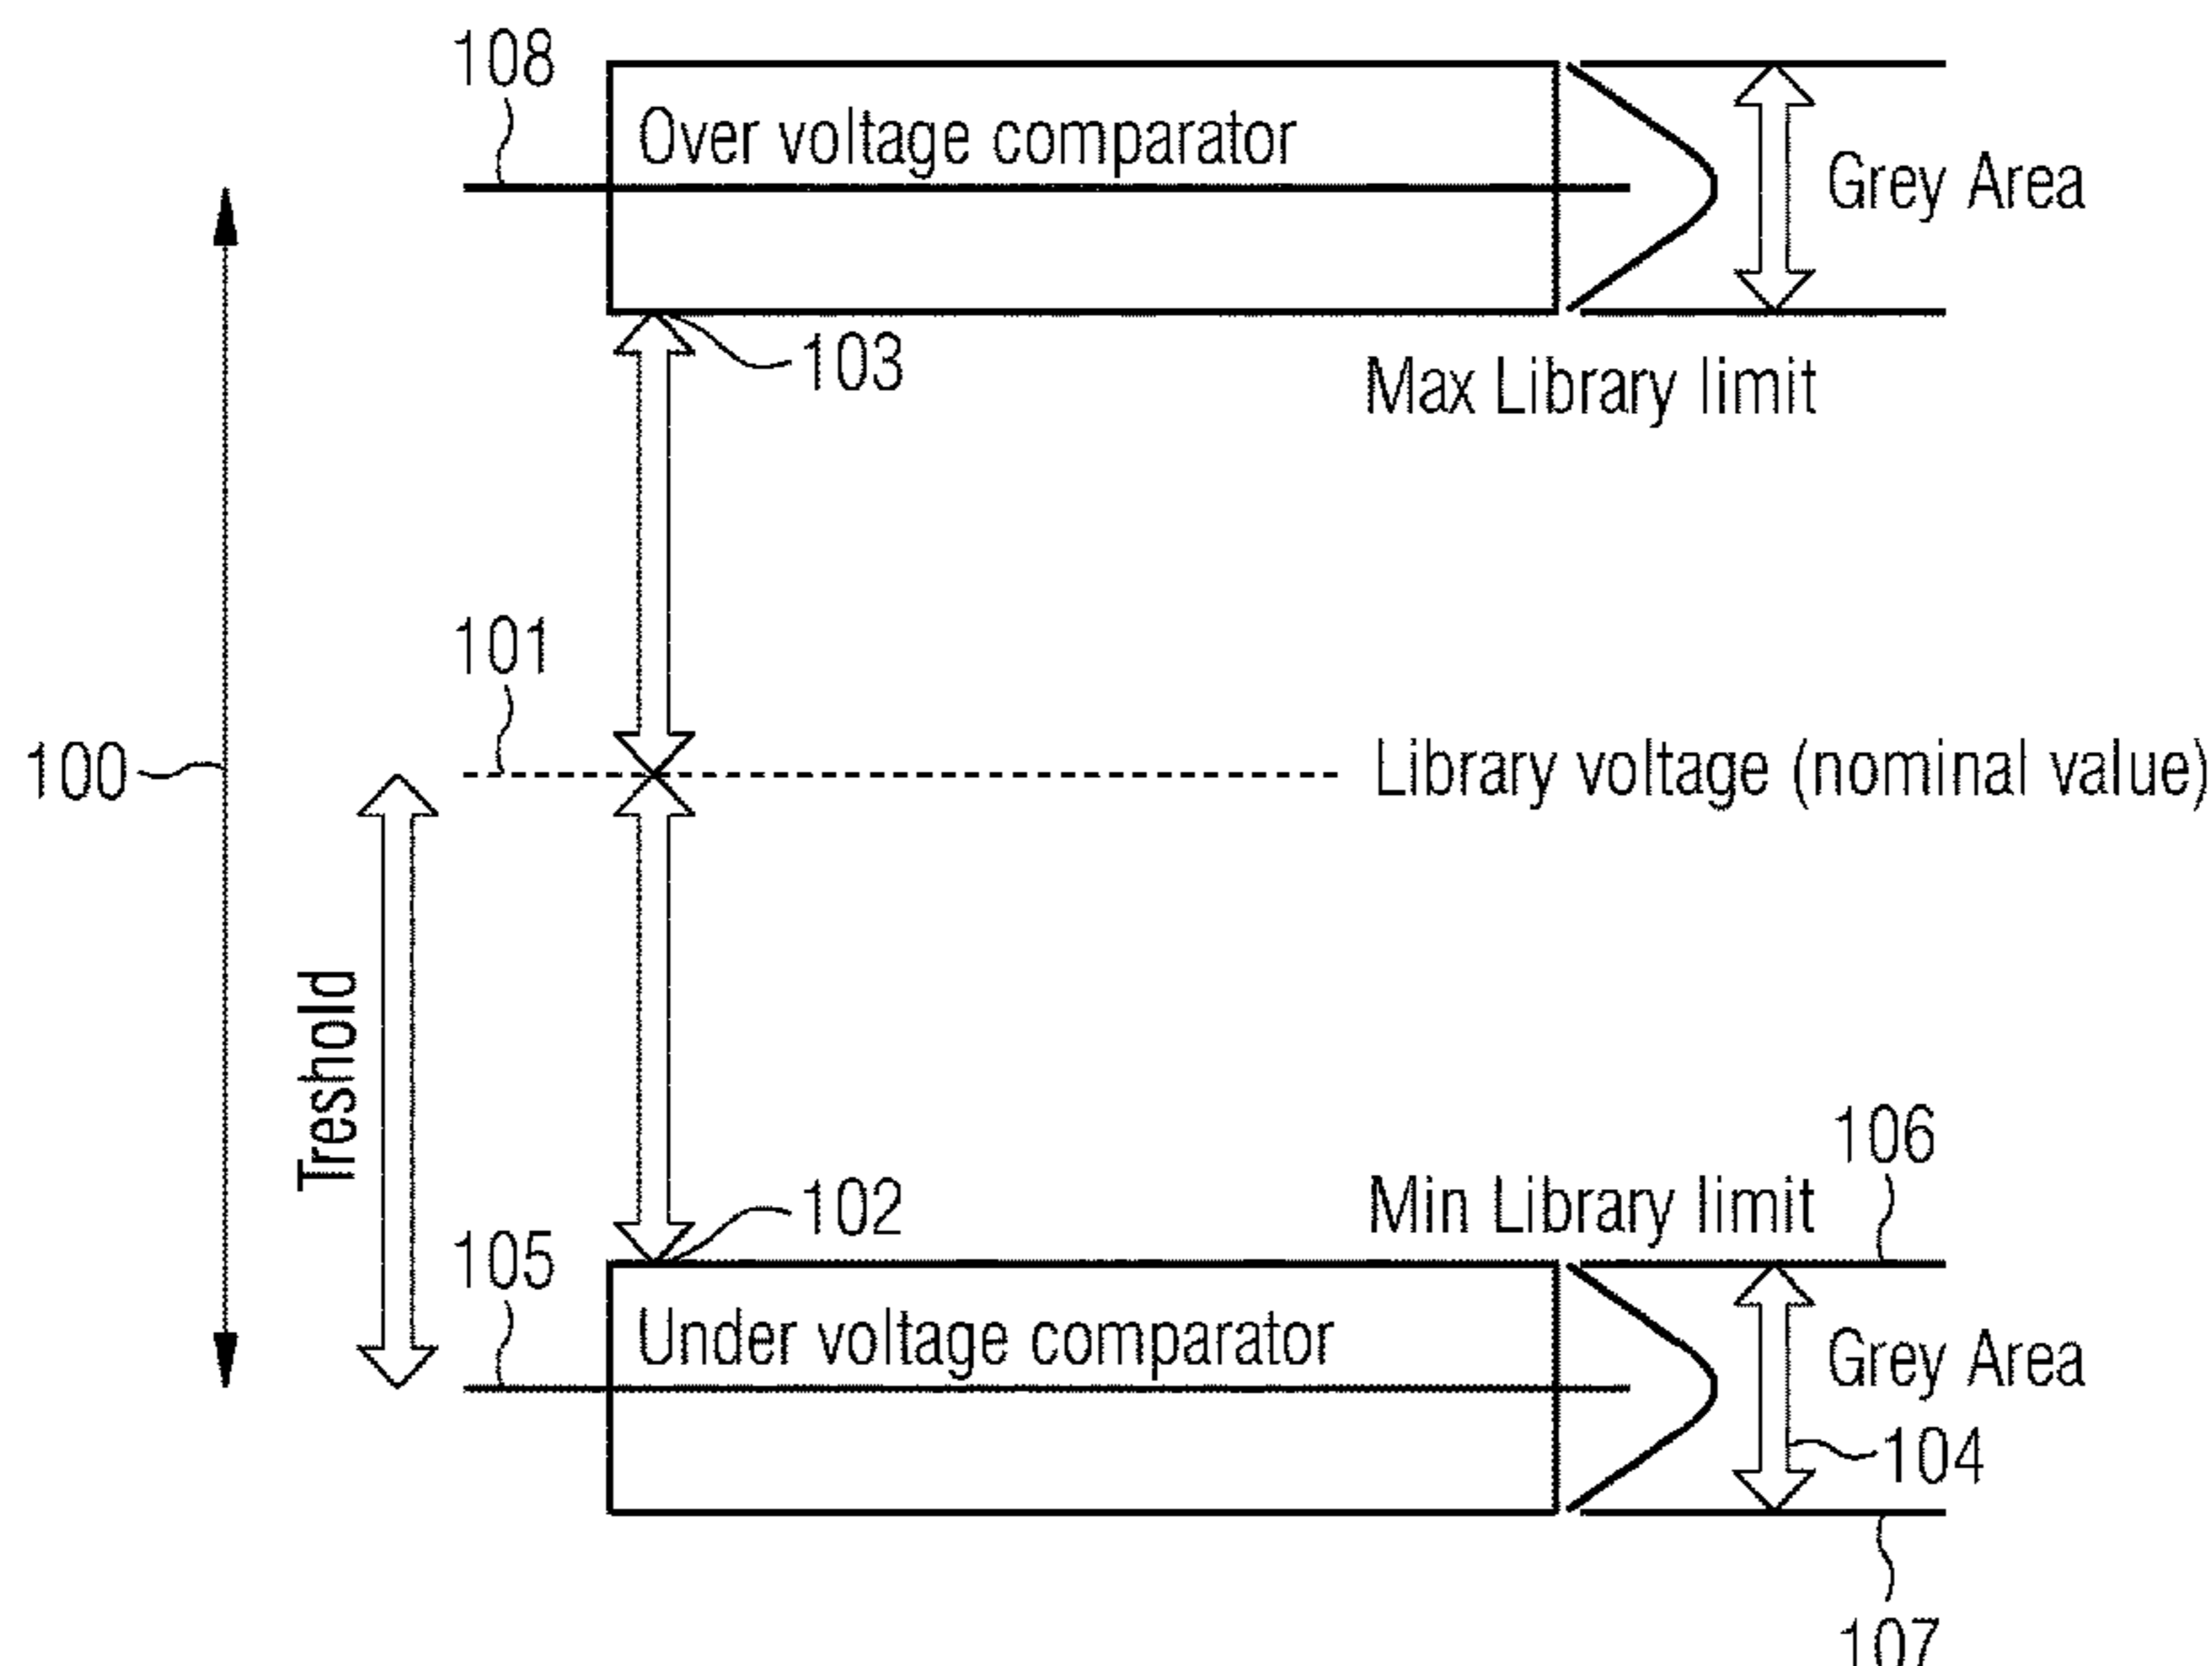 108
Over voltage comparator
Grey Area
103
Max Library limit
101
100
Library voltage (nominal value)
Treshold
106
102
Min Library limit
105
Under voltage comparator
Grey Area
104
107